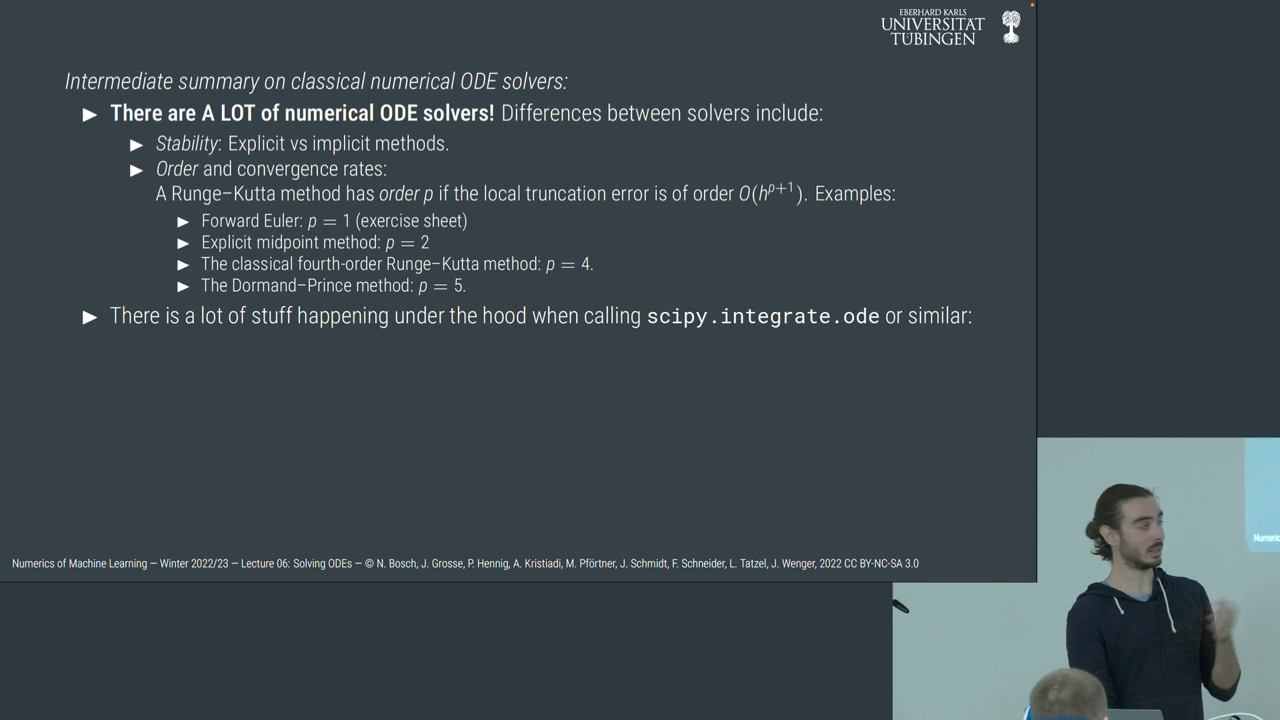 EBERHARD KARLS
UNIVERSITÄT
TÜBINGEN
Intermediate summary on classical numerical ODE solvers:
▶ There are A LOT of numerical ODE solvers! Differences between solvers include:
▶ Stability: Explicit vs implicit methods.
▶ Order and convergence rates:
A Runge–Kutta method has order p if the local truncation error is of order O(hᵖ⁺¹). Examples:
▶ Forward Euler: p = 1 (exercise sheet)
▶ Explicit midpoint method: p = 2
▶ The classical fourth-order Runge–Kutta method: p = 4.
▶ The Dormand–Prince method: p = 5.
▶ There is a lot of stuff happening under the hood when calling scipy.integrate.ode or similar:
Numerics of Machine Learning — Winter 2022/23 — Lecture 06: Solving ODEs — © N. Bosch, J. Grosse, P. Hennig, A. Kristiadi, M. Pförtner, J. Schmidt, F. Schneider, L. Tatzel, J. Wenger, 2022 CC BY-NC-SA 3.0